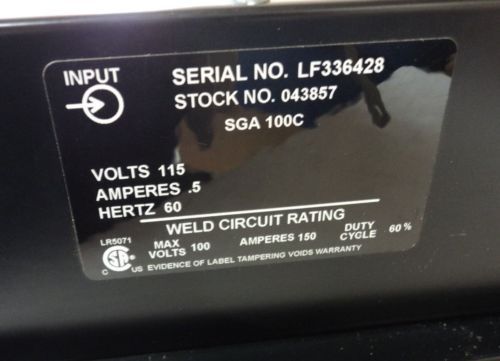 INPUT
SERIAL NO. LF336428
STOCK NO. 043857
SGA 100C
VOLTS 115
AMPERES .5
HERTZ 60
WELD CIRCUIT RATING
LR5071
MAX VOLTS 100 AMPERES 150 DUTY CYCLE 60 %
C US EVIDENCE OF LABEL TAMPERING VOIDS WARRANTY